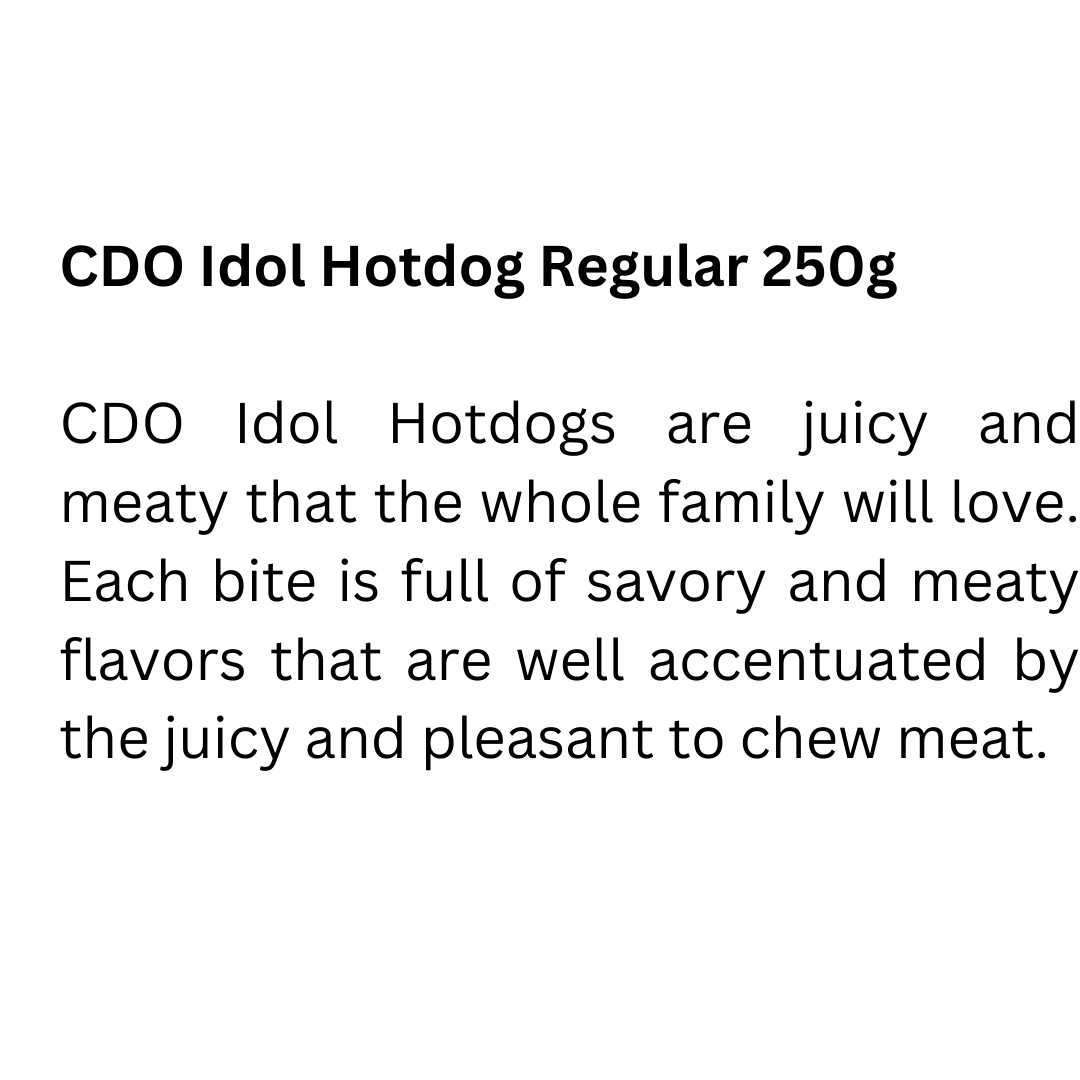 CDO Idol Hotdog Regular 250g
CDO Idol Hotdogs are juicy and
meaty that the whole family will love.
Each bite is full of savory and meaty
flavors that are well accentuated by
the juicy and pleasant to chew meat.